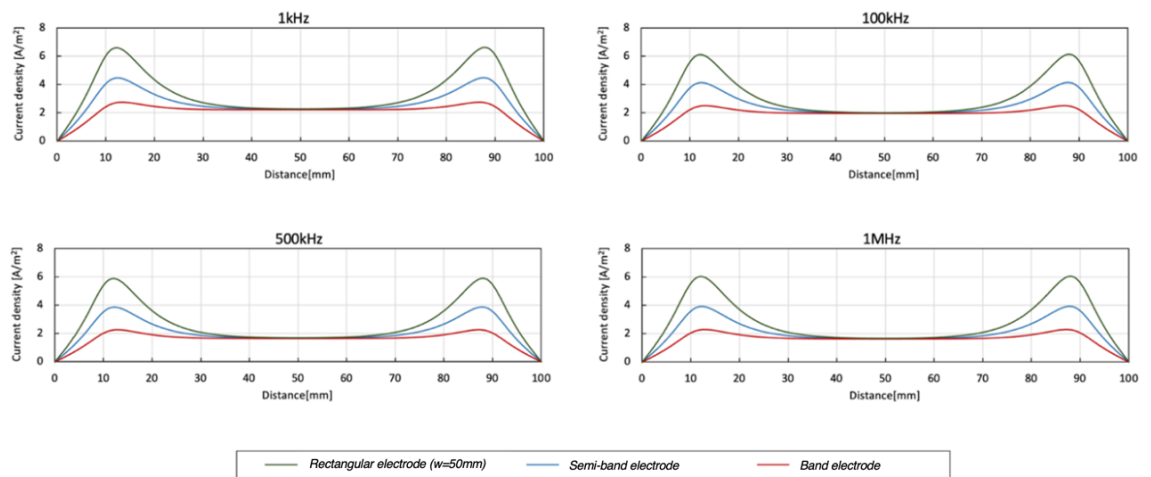 1kHz
Current density [A/m²]
8
6
4
2
0
0 10 20 30 40 50 60 70 80 90 100
Distance[mm]
100kHz
Current density [A/m²]
8
6
4
2
0
0 10 20 30 40 50 60 70 80 90 100
Distance[mm]
500kHz
Current density [A/m²]
8
6
4
2
0
0 10 20 30 40 50 60 70 80 90 100
Distance[mm]
1MHz
Current density [A/m²]
8
6
4
2
0
0 10 20 30 40 50 60 70 80 90 100
Distance[mm]
Rectangular electrode (w=50mm) Semi-band electrode Band electrode